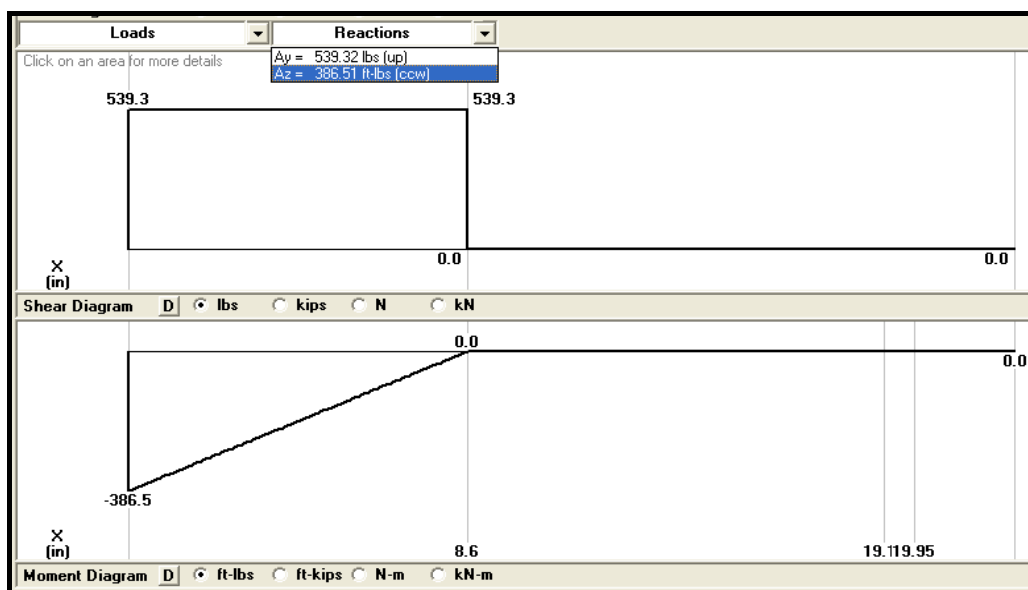 Loads Reactions
Click on an area for more details
Ay = 539.32 lbs (up)
Az = 386.51 ft-lbs (ccw)
539.3 539.3
0.0 0.0
X
(in)
Shear Diagram D lbs kips N kN
0.0
0.0
-386.5
X
(in) 8.6 19.119.95
Moment Diagram D ft-lbs ft-kips N-m kN-m